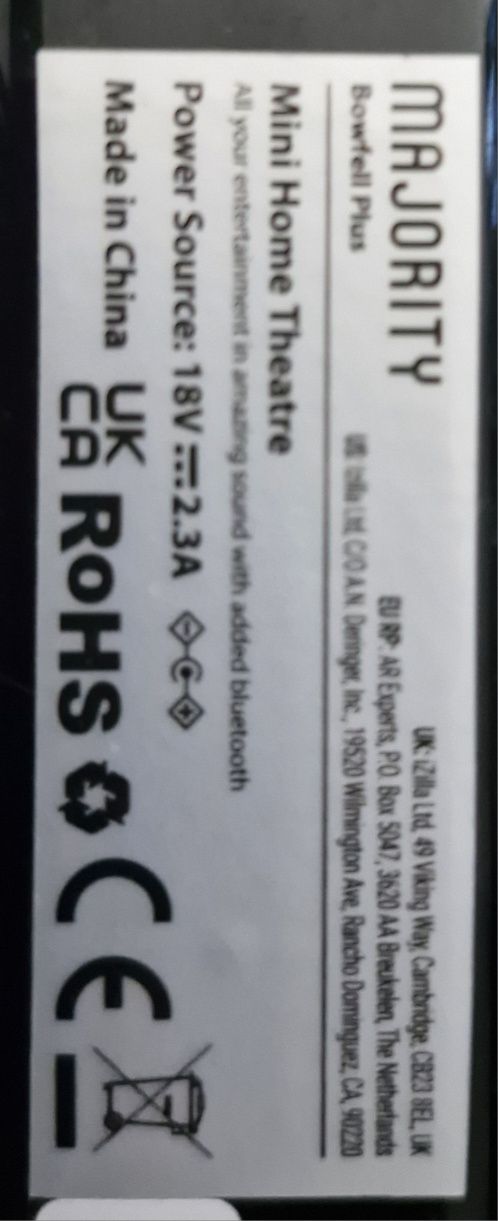 MAJORITY
Bowfell Plus
UK: iZilla Ltd, 49 Viking Way, Cambridge, CB23 8EL, UK
EU RP: AR Experts, P.O. Box 5047, 3620 AA Breukelen, The Netherlands
US: Izilla Ltd, C/O A.N. Deringer, Inc., 19520 Wilmington Ave, Rancho Dominguez, CA, 90220
Mini Home Theatre
All your entertainment in amazing sound with added bluetooth
Power Source: 18V⎓2.3A
Made in China
UK
CA
RoHS
CE